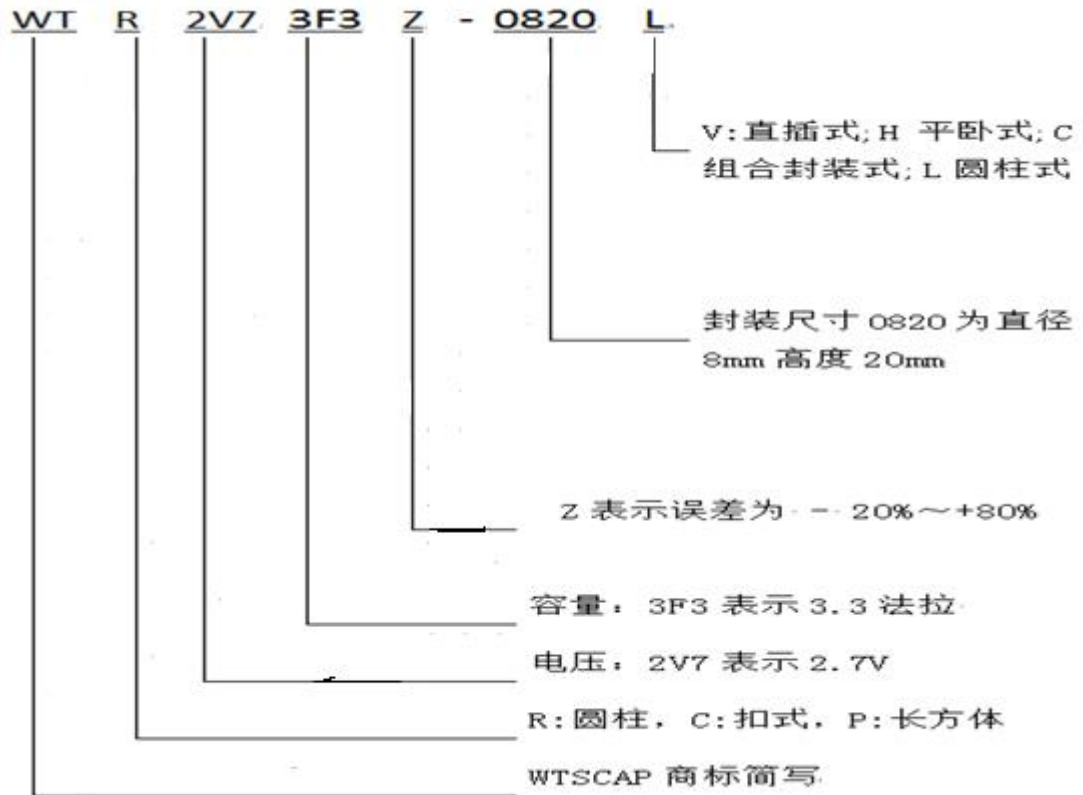 WT R 2V7 3F3 Z - 0820 L
V:直插式;H 平卧式;C
组合封装式;L 圆柱式
封装尺寸 0820 为直径
8mm 高度 20mm
Z 表示误差为 - 20%～+80%
容量：3F3 表示 3.3 法拉
电压：2V7 表示 2.7V
R:圆柱，C:扣式，P:长方体
WTSCAP 商标简写